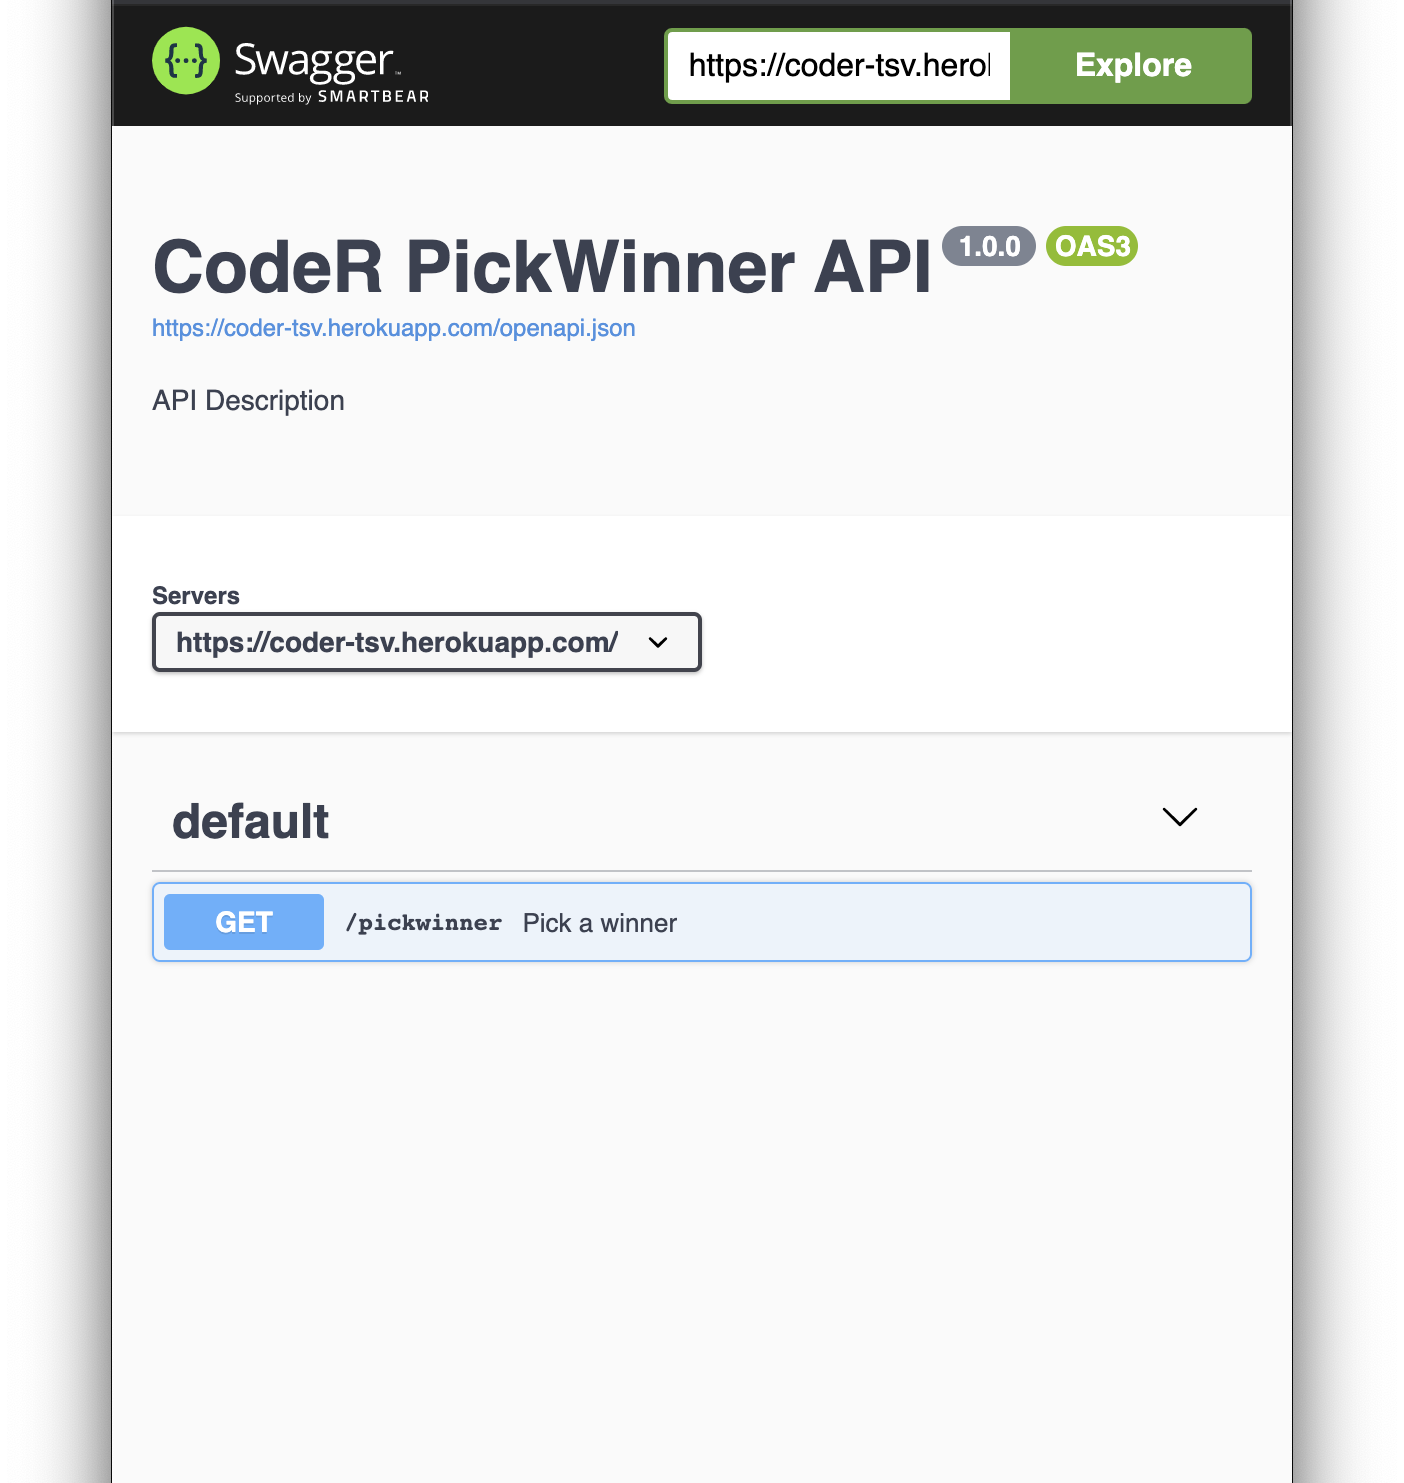 {···} Swagger™
Supported by SMARTBEAR
https://coder-tsv.herol
Explore
CodeR PickWinner API 1.0.0 OAS3
https://coder-tsv.herokuapp.com/openapi.json
API Description
Servers
https://coder-tsv.herokuapp.com/
default
GET /pickwinner Pick a winner